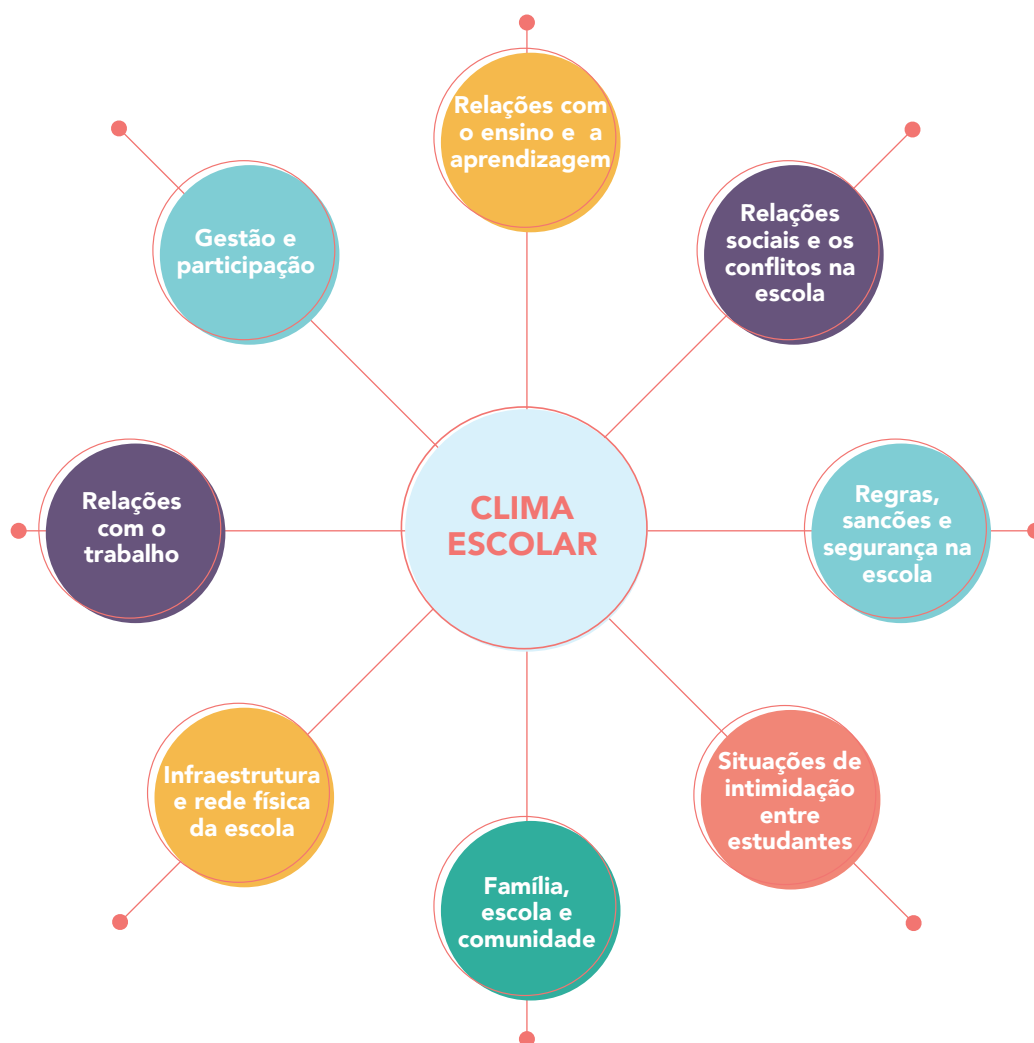 Relações com
o ensino e a
aprendizagem
Relações
sociais e os
conflitos na
escola
Gestão e
participação
CLIMA
ESCOLAR
Relações
com o
trabalho
Regras,
sancões e
segurança na
escola
Infraestrutura
e rede física
da escola
Situações de
intimidação
entre
estudantes
Família,
escola e
comunidade